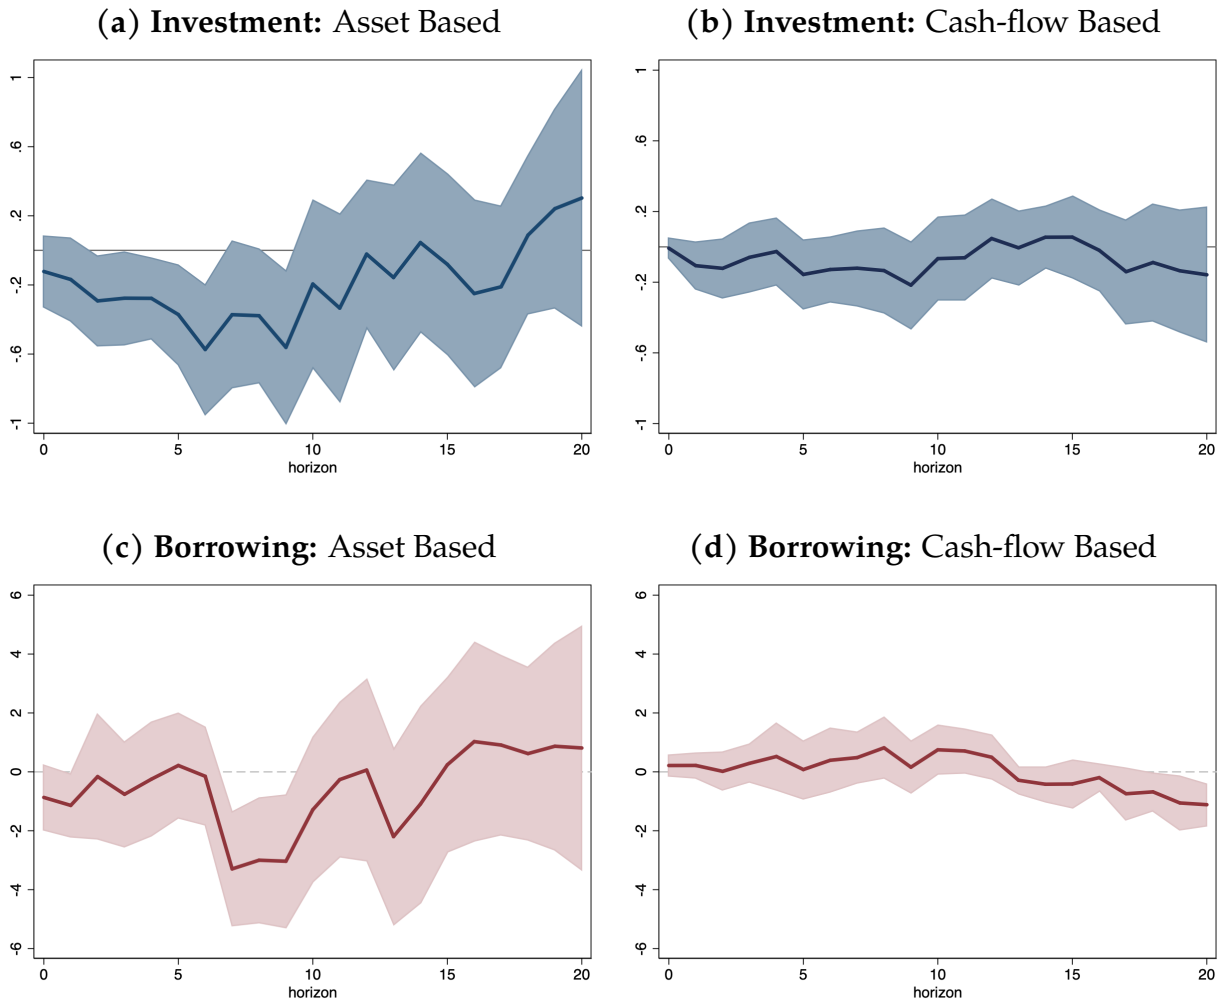 (a) Investment: Asset Based
1
.6
.2
-.2
-.6
-1
0 5 10 15 20
horizon
(b) Investment: Cash-flow Based
1
.6
.2
-.2
-.6
-1
0 5 10 15 20
horizon
(c) Borrowing: Asset Based
6
4
2
0
-2
-4
-6
0 5 10 15 20
horizon
(d) Borrowing: Cash-flow Based
6
4
2
0
-2
-4
-6
0 5 10 15 20
horizon